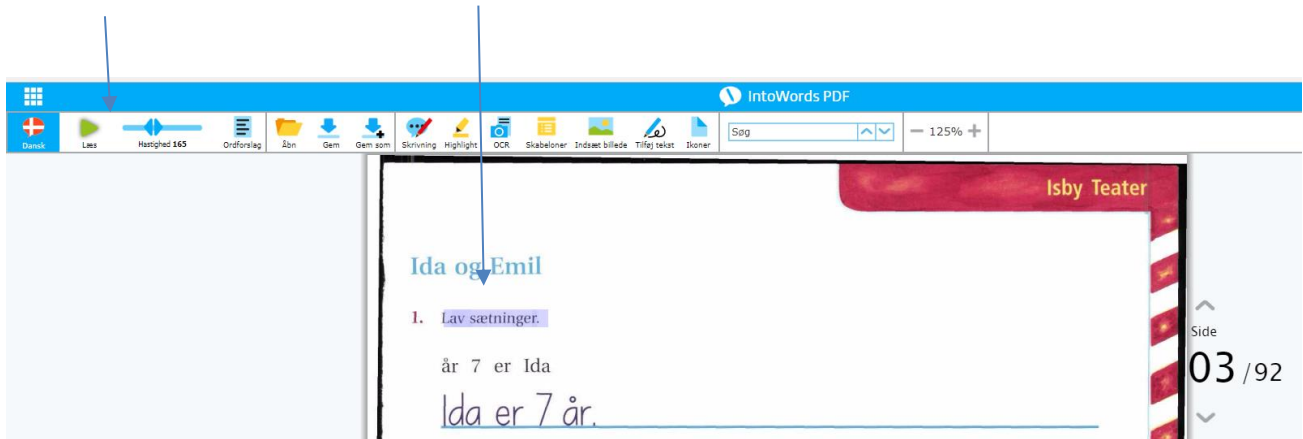 IntoWords PDF
Dansk Læs Hastighed 165 Ordforslag Åbn Gem Gem som Skrivning Highlight OCR Skabeloner Indsæt billede Tilføj tekst Ikoner Søg 125%
Isby Teater
Ida og Emil
1. Lav sætninger.
Side
år 7 er Ida
03/92
Ida er 7 år.